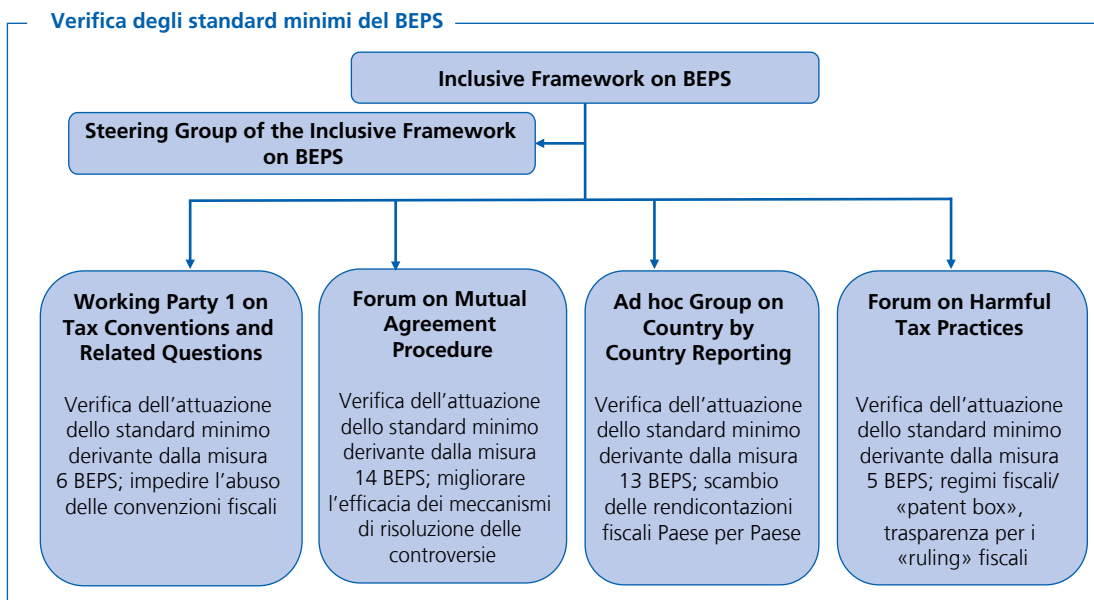 Verifica degli standard minimi del BEPS
Inclusive Framework on BEPS
Steering Group of the Inclusive Framework
on BEPS
Working Party 1 on
Tax Conventions and
Related Questions
Verifica dell'attuazione
dello standard minimo
derivante dalla misura
6 BEPS; impedire l'abuso
delle convenzioni fiscali
Forum on Mutual
Agreement
Procedure
Verifica dell'attuazione
dello standard minimo
derivante dalla misura
14 BEPS; migliorare
l'efficacia dei meccanismi
di risoluzione delle
controversie
Ad hoc Group on
Country by
Country Reporting
Verifica dell'attuazione
dello standard minimo
derivante dalla misura
13 BEPS; scambio
delle rendicontazioni
fiscali Paese per Paese
Forum on Harmful
Tax Practices
Verifica dell'attuazione
dello standard minimo
derivante dalla misura
5 BEPS; regimi fiscali/
«patent box»,
trasparenza per i
«ruling» fiscali